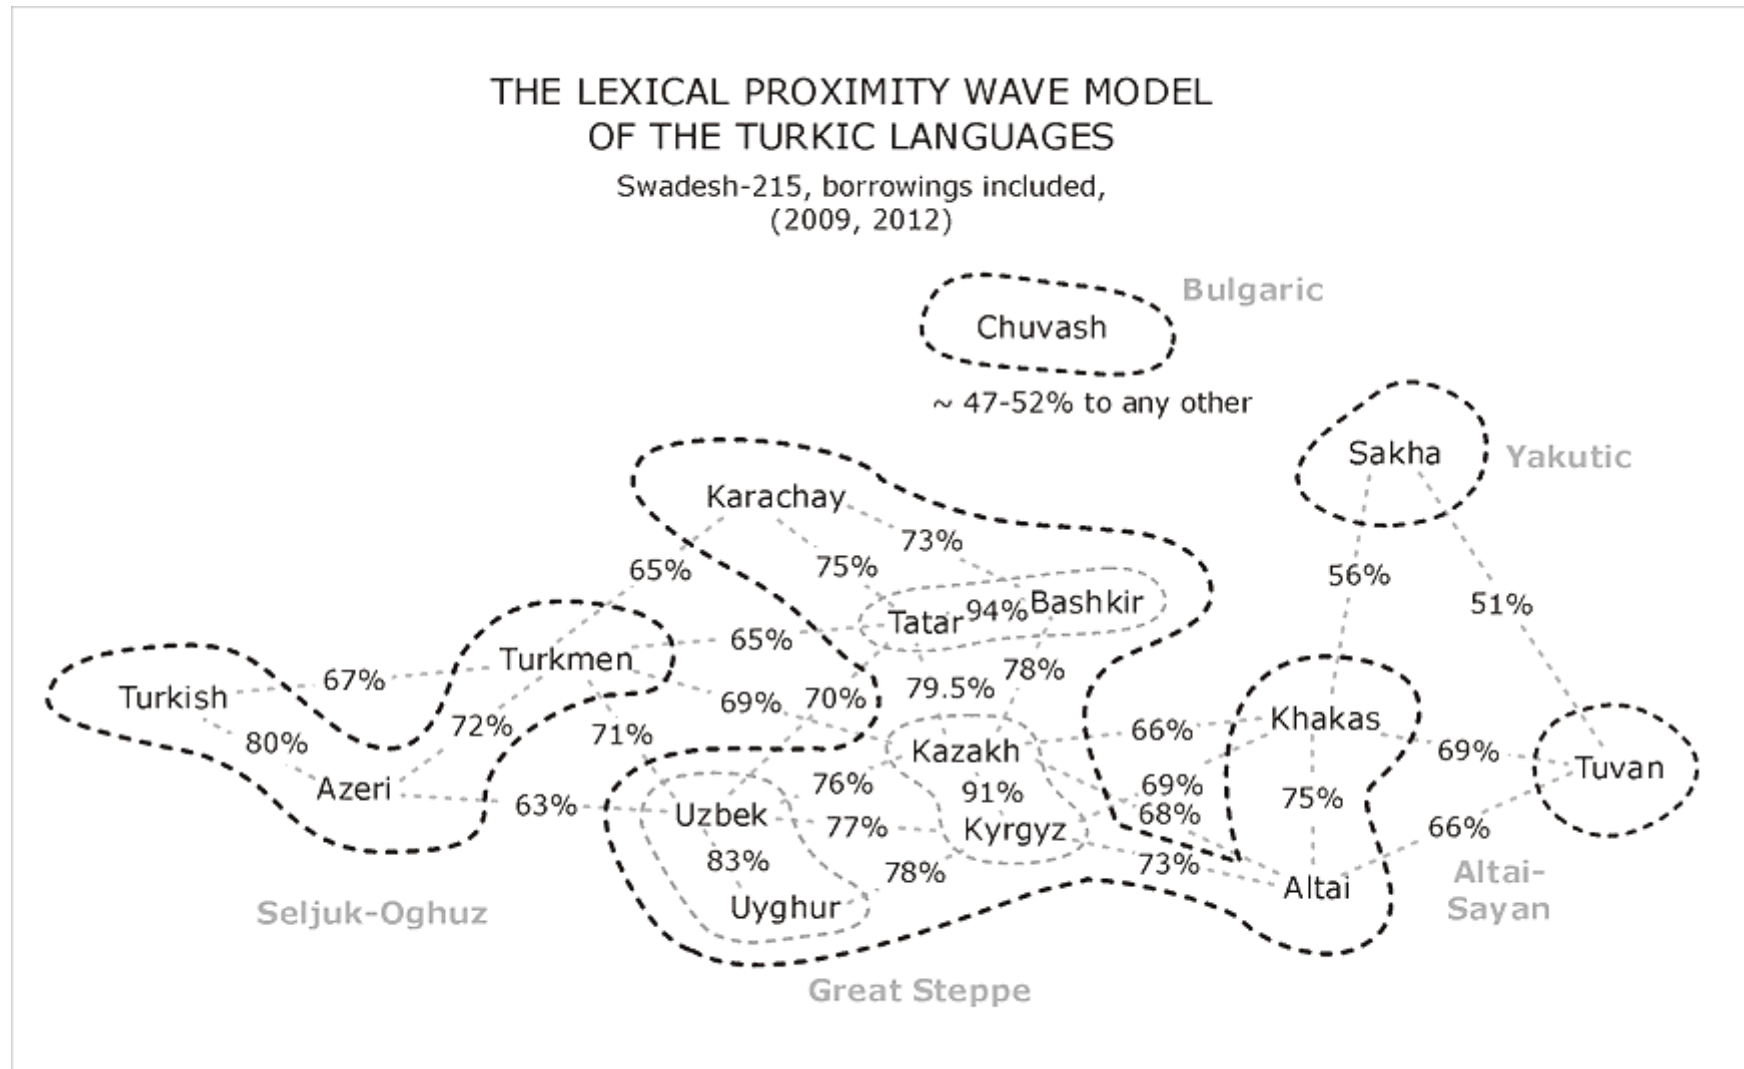 THE LEXICAL PROXIMITY WAVE MODEL
OF THE TURKIC LANGUAGES
Swadesh-215, borrowings included,
(2009, 2012)
Bulgaric
Chuvash
~ 47-52% to any other
Sakha
Yakutic
Karachay
73%
75%
65%
56%
51%
Tatar 94% Bashkir
65%
Turkmen
78%
67%
Turkish
79.5%
70%
69%
72%
71%
80%
Kazakh
66%
Khakas
69%
Tuvan
Azeri
63%
76%
91%
69%
68%
75%
Uzbek
77%
Kyrgyz
66%
83%
78%
73%
Altai
Uyghur
Altai-
Sayan
Seljuk-Oghuz
Great Steppe